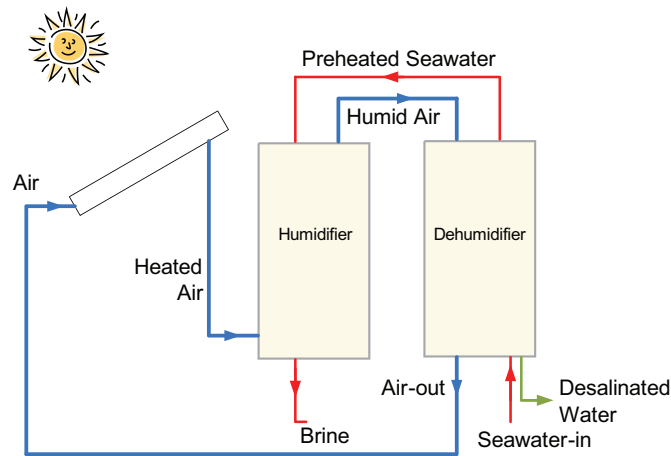 Preheated Seawater
Humid Air
Air
Humidifier
Dehumidifier
Heated
Air
Air-out
Desalinated
Water
Brine
Seawater-in